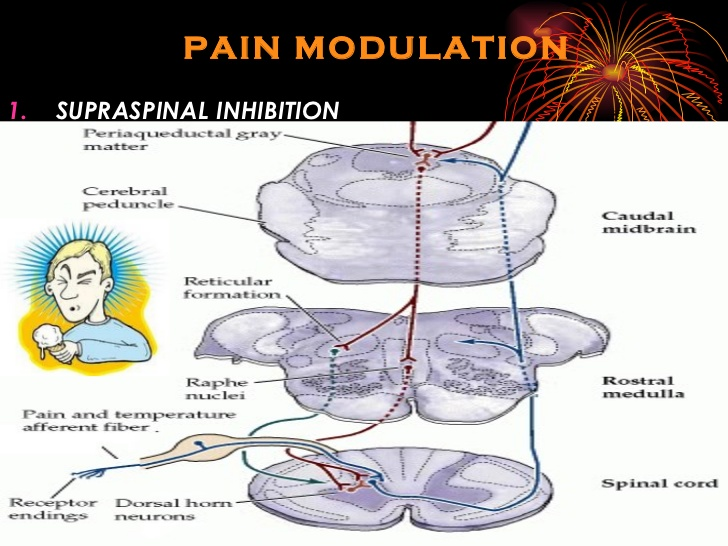 PAIN MODULATION
1. SUPRASPINAL INHIBITION
Periaqueductal gray
matter
Cerebral
peduncle
Caudal
midbrain
Reticular
formation
Raphe
nuclei
Rostral
medulla
Pain and temperature
afferent fiber .
Spinal cord
Receptor
endings
Dorsal horn
neurons